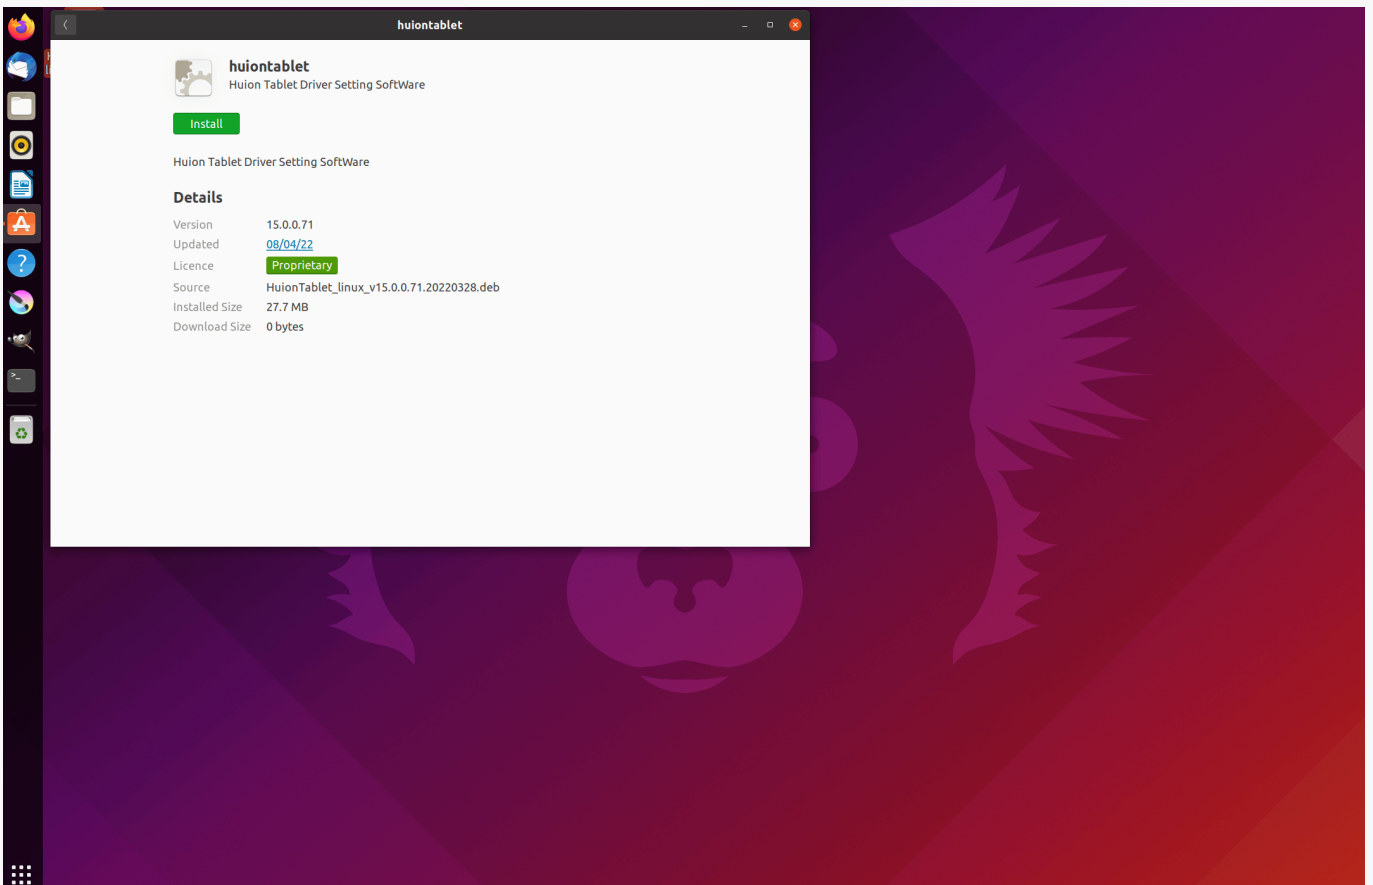 huiontablet
huiontablet
Huion Tablet Driver Setting SoftWare
Install
Huion Tablet Driver Setting SoftWare
Details
Version 15.0.0.71
Updated 08/04/22
Licence Proprietary
Source HuionTablet_linux_v15.0.0.71.20220328.deb
Installed Size 27.7 MB
Download Size 0 bytes